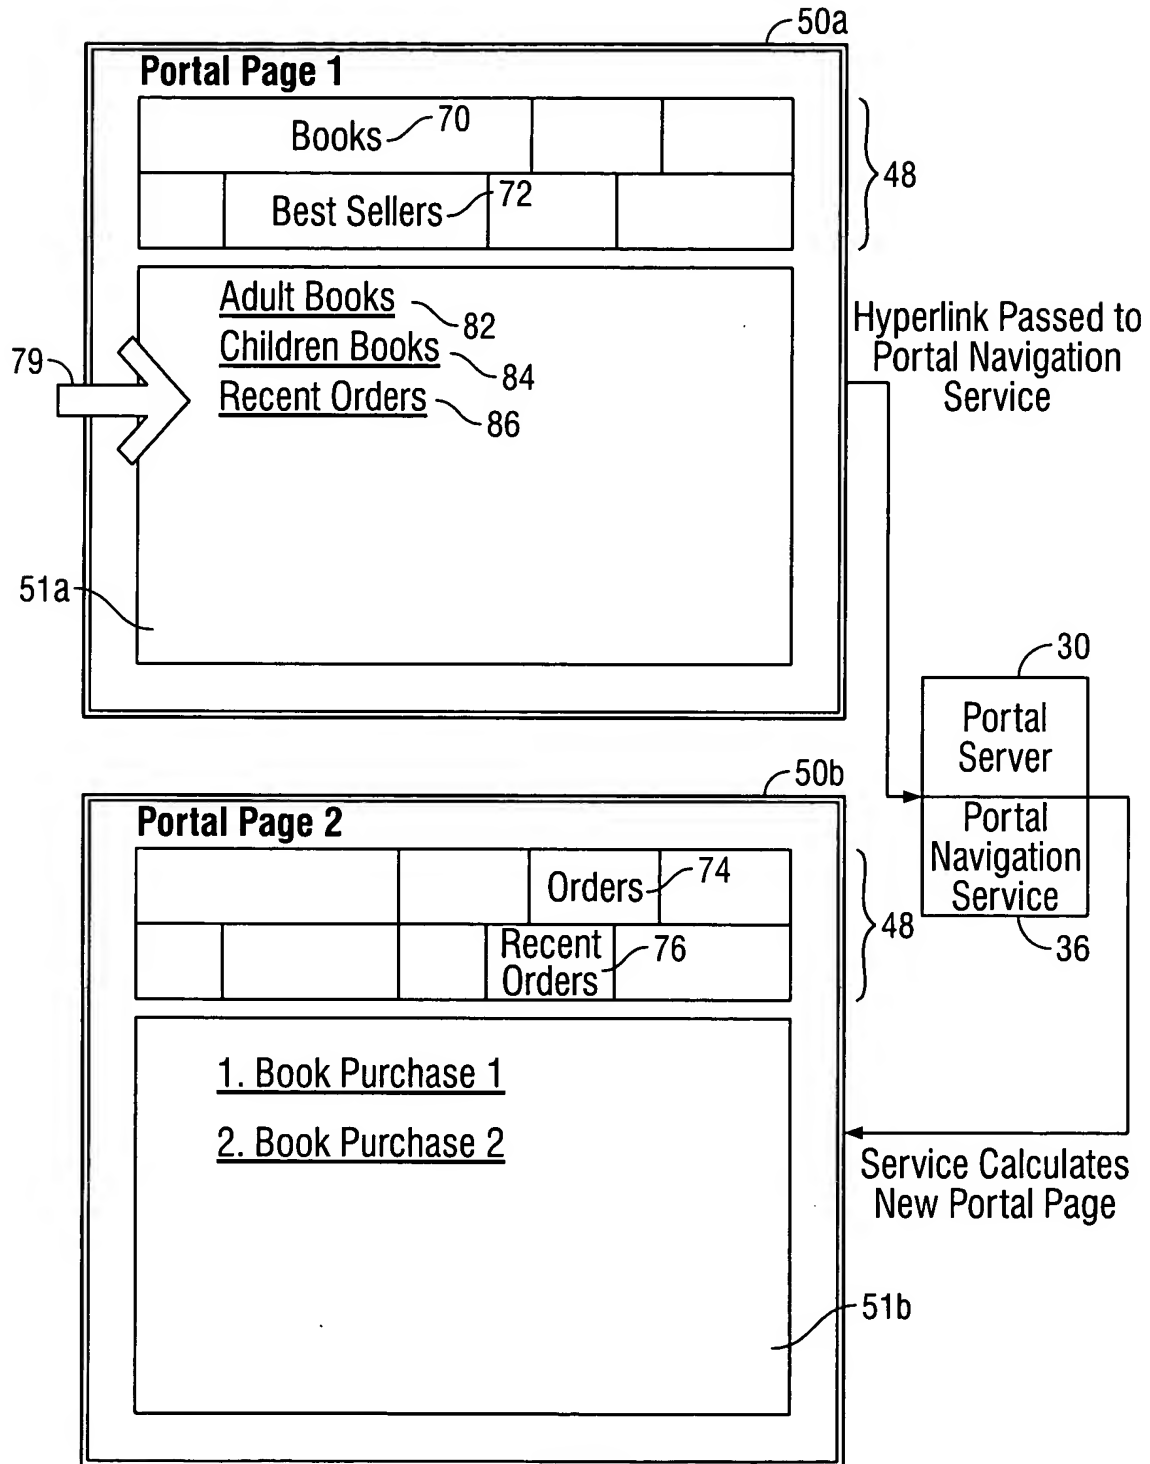 50a
Portal Page 1
Books 70
48
Best Sellers 72
Adult Books 82
Children Books 84
Recent Orders 86
79
51a
Hyperlink Passed to
Portal Navigation
Service
30
Portal
Server
Portal
Navigation
Service
36
50b
Portal Page 2
Orders 74
48
Recent
Orders 76
1. Book Purchase 1
2. Book Purchase 2
51b
Service Calculates
New Portal Page